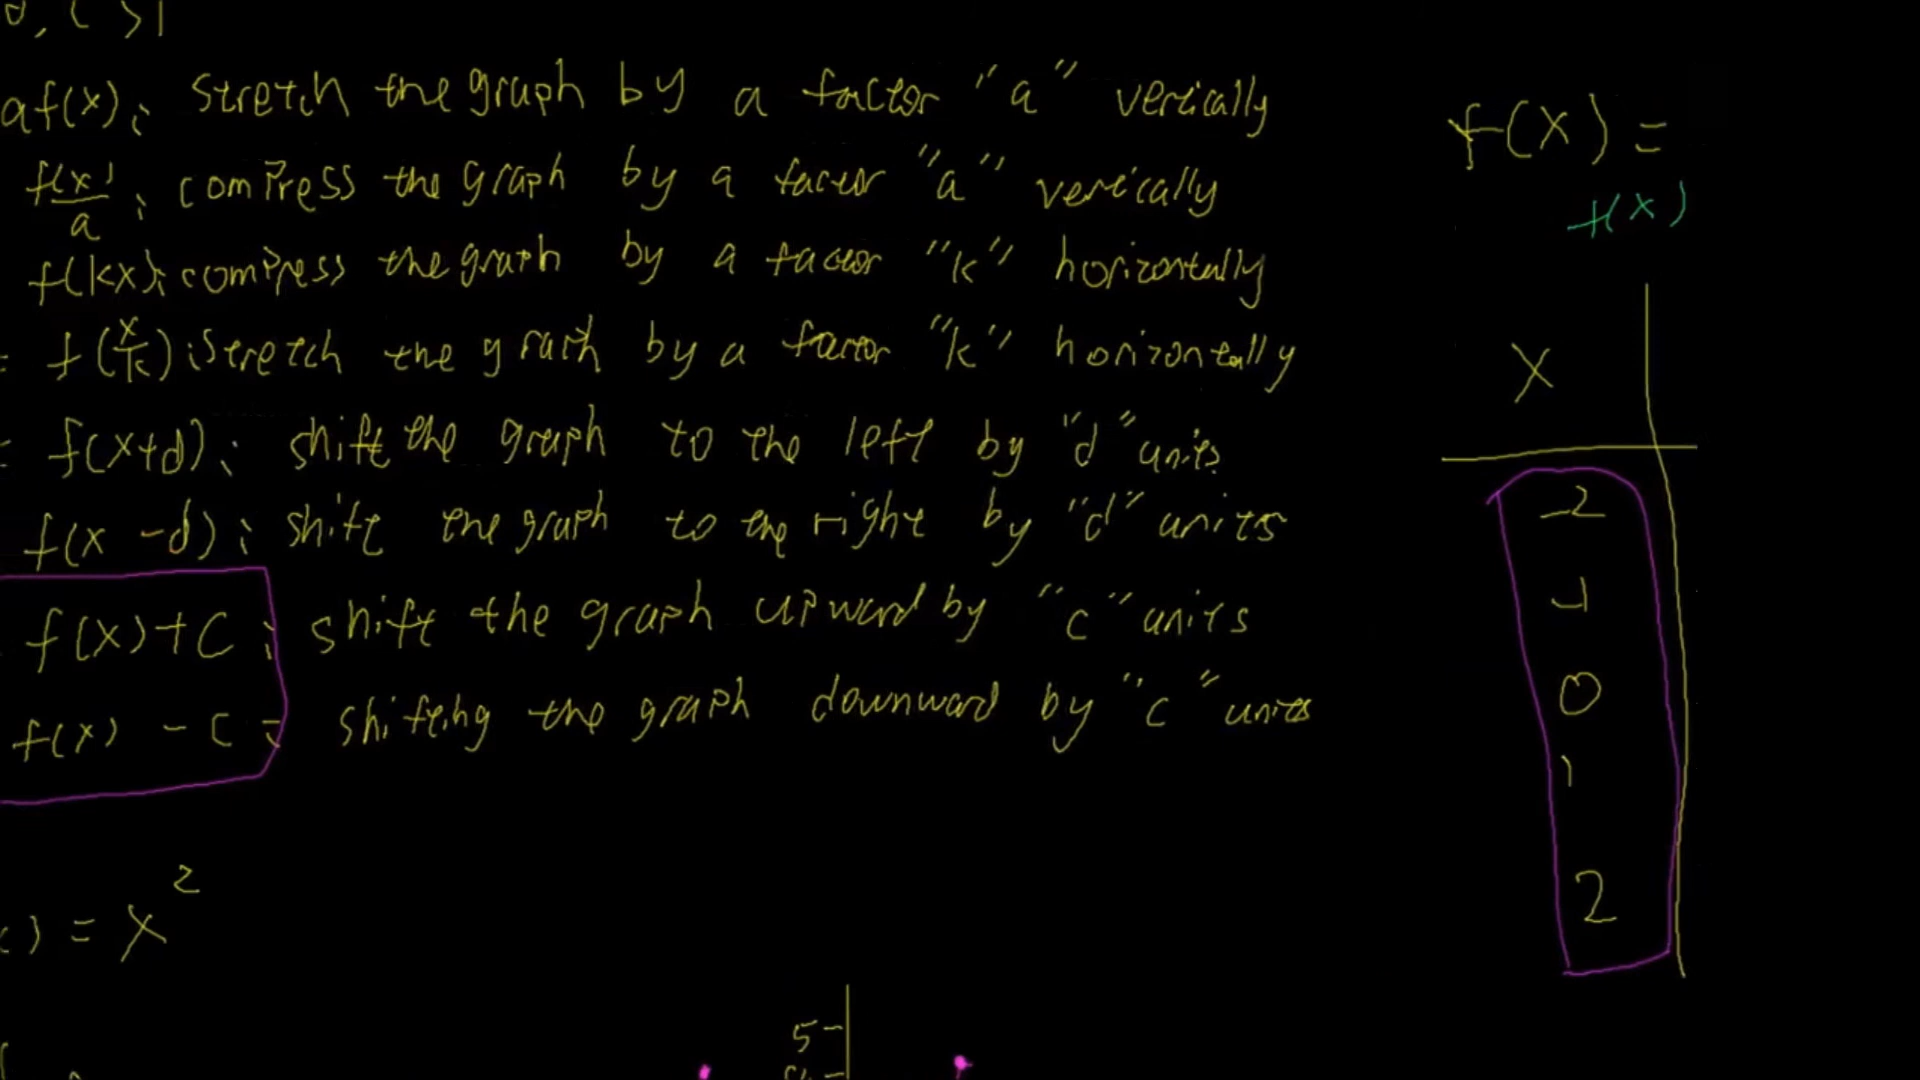 af(x): stretch the graph by a factor "a" vertically
f(x)/a : compress the graph by a factor "a" vertically
f(kx): compress the graph by a factor "k" horizontally
= f(x/k): stretch the graph by a factor "k" horizontally
= f(x+d): shift the graph to the left by "d" units
f(x -d): shift the graph to the right by "d" units
f(x)+C : shift the graph upward by "c" units
f(x) - C : shifting the graph downward by "c" units
) = x²
5
f(x) =
f(x)
x
-2
-1
0
1
2